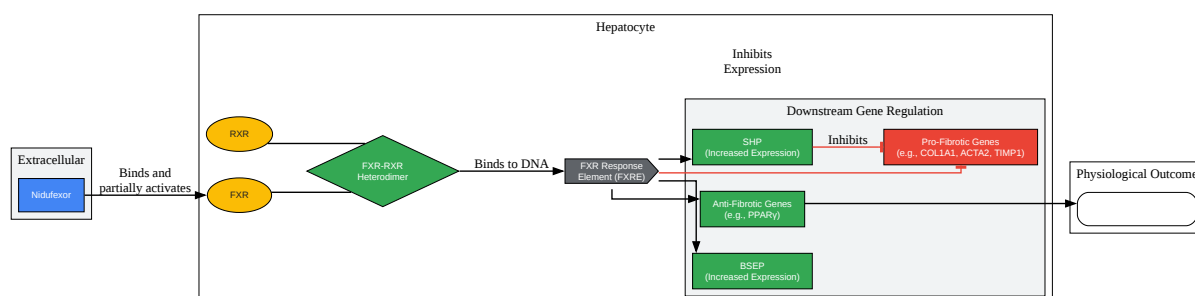 Hepatocyte
Inhibits
Expression
Extracellular
Nidufexor
Binds and
partially activates
RXR
FXR
FXR-RXR
Heterodimer
Binds to DNA
FXR Response
Element (FXRE)
Downstream Gene Regulation
SHP
(Increased Expression)
Inhibits
Pro-Fibrotic Genes
(e.g., COL1A1, ACTA2, TIMP1)
Anti-Fibrotic Genes
(e.g., PPARγ)
BSEP
(Increased Expression)
Physiological Outcome